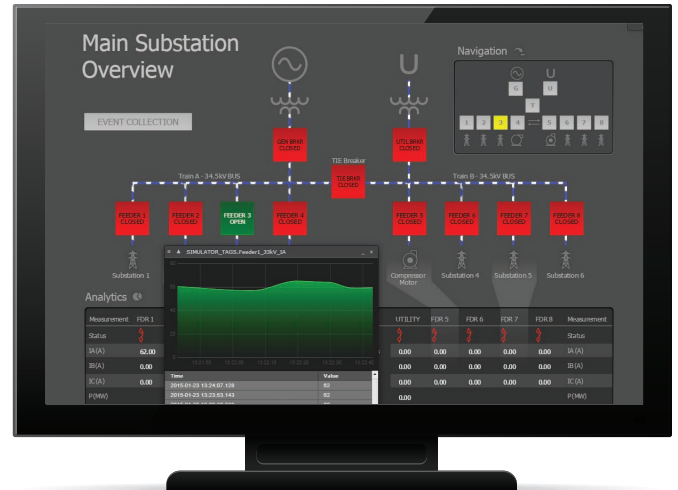 Main Substation
Overview
EVENT COLLECTION
Navigation
U
G
U
T
1 2 3 4 5 6 7 8
GEN BRKR
CLOSED
UTIL BRKR
CLOSED
TIE Breaker
TIE BRKR
CLOSED
Train A - 34.5kV BUS
Train B - 34.5kV BUS
FEEDER 1
CLOSED
FEEDER 2
CLOSED
FEEDER 3
OPEN
FEEDER 4
CLOSED
FEEDER 5
CLOSED
FEEDER 6
CLOSED
FEEDER 7
CLOSED
FEEDER 8
CLOSED
Substation 1
Compressor
Motor
Substation 4
Substation 5
Substation 6
SIMULATOR_TAGS.Feeder1_33kV_IA
Time Value
2015-01-23 13:24:07.129 62
2015-01-23 13:23:53.143 62
Analytics
Measurement FDR 1 UTILITY FDR 5 FDR 6 FDR 7 FDR 8 Measurement
Status Status
IA(A) 62.00 0.00 0.00 0.00 0.00 0.00 IA(A)
IB(A) 0.00 0.00 0.00 0.00 0.00 0.00 IB(A)
IC(A) 0.00 0.00 0.00 0.00 0.00 0.00 IC(A)
P(MW) 0.00 P(MW)